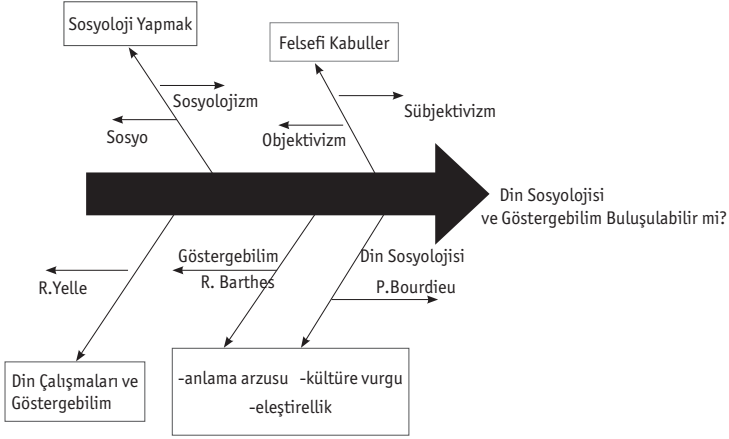 Sosyoloji Yapmak
Felsefi Kabuller
Sosyolojizm
Sosyo
Sübjektivizm
Objektivizm
Din Sosyolojisi
ve Göstergebilim Buluşulabilir mi?
Göstergebilim
R. Barthes
Din Sosyolojisi
P.Bourdieu
R.Yelle
Din Çalışmaları ve
Göstergebilim
-anlama arzusu -kültüre vurgu
-eleştirellik